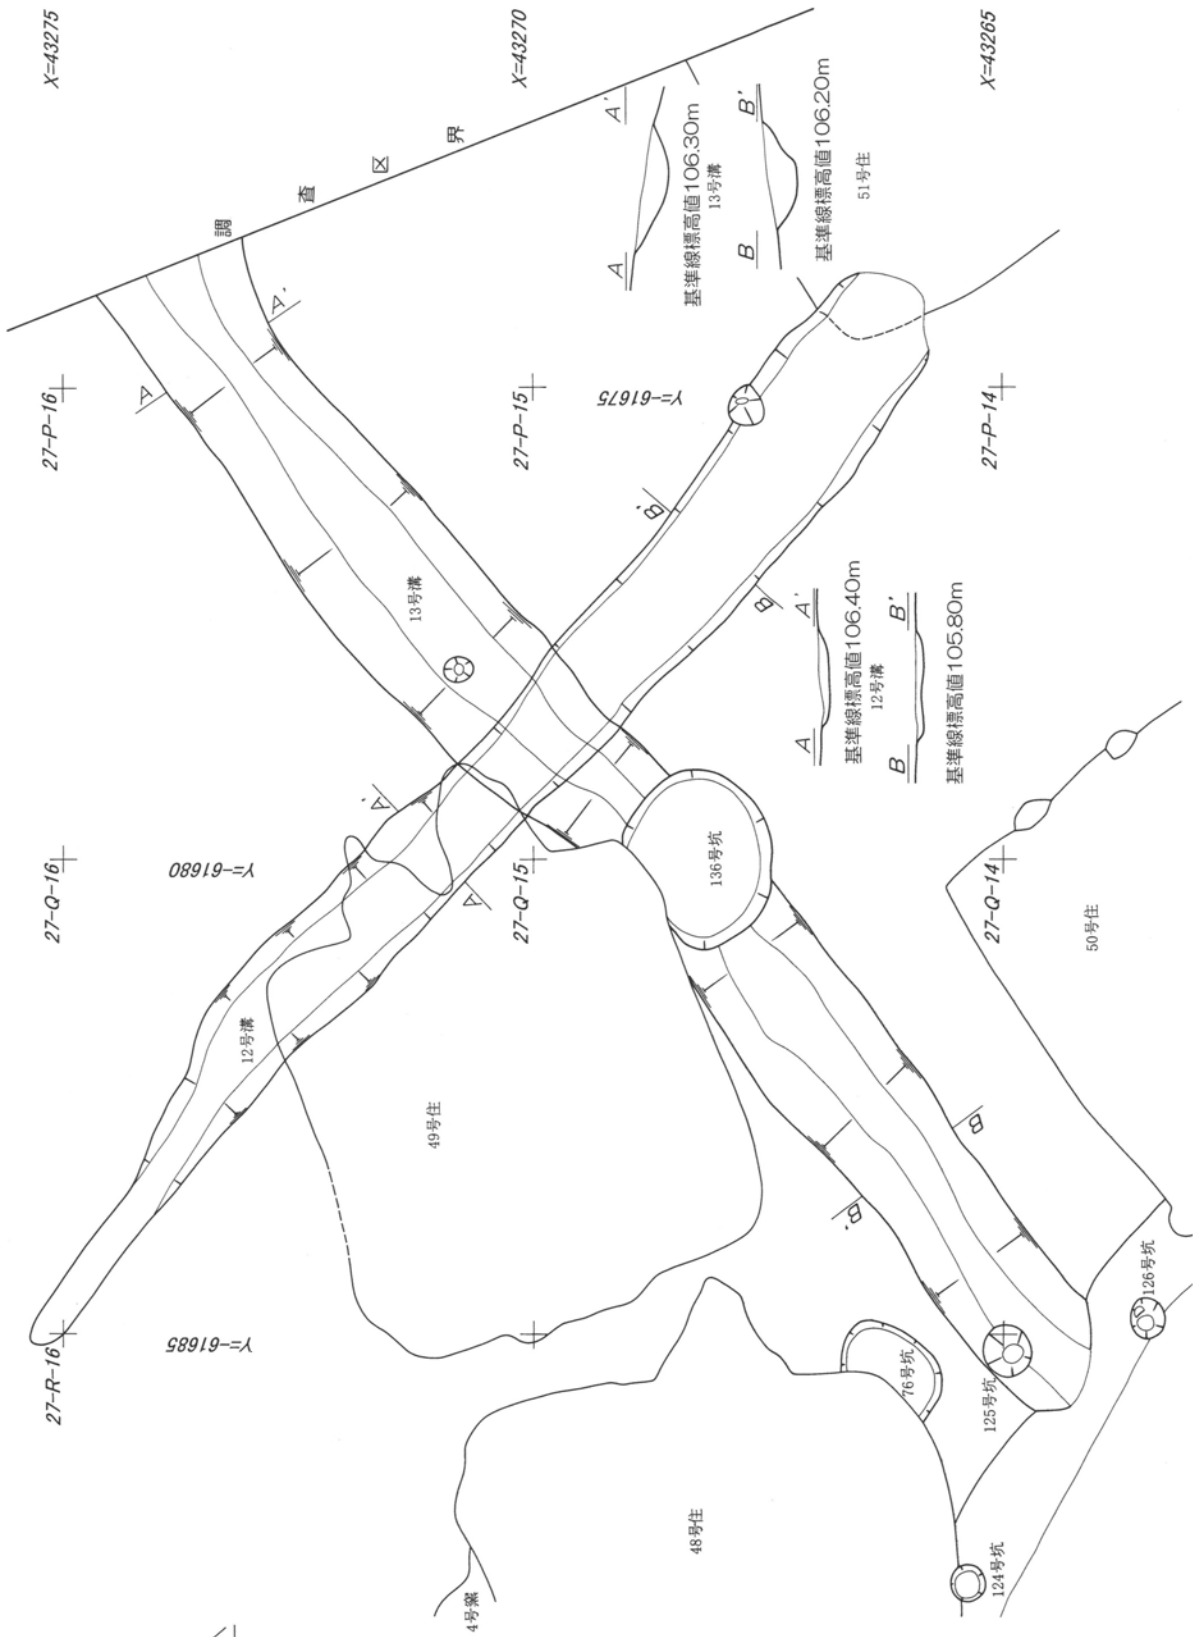 X=43275
X=43270
X=43265
調査区界
A A'
基準線標高値106.30m
13号溝
B B'
基準線標高値106.20m
51号住
27-P-16
27-P-15
27-P-14
Y=-61675
A
A'
B'
B
13号溝
A A'
基準線標高値106.40m
12号溝
B B'
基準線標高値105.80m
27-Q-16
27-Q-15
27-Q-14
Y=-61680
A'
A
136号坑
50号住
12号溝
49号住
B
B'
27-R-16
Y=-61685
76号坑
125号坑
126号坑
48号住
4号窯
124号坑